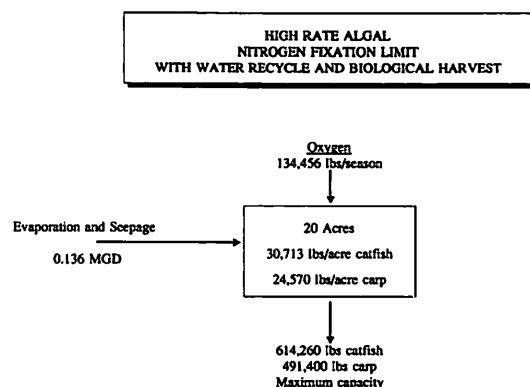 HIGH RATE ALGAL
NITROGEN FIXATION LIMIT
WITH WATER RECYCLE AND BIOLOGICAL HARVEST
Oxygen
134,456 lbs/season
Evaporation and Seepage
0.136 MGD
20 Acres
30,713 lbs/acre catfish
24,570 lbs/acre carp
614,260 lbs catfish
491,400 lbs carp
Maximum capacity